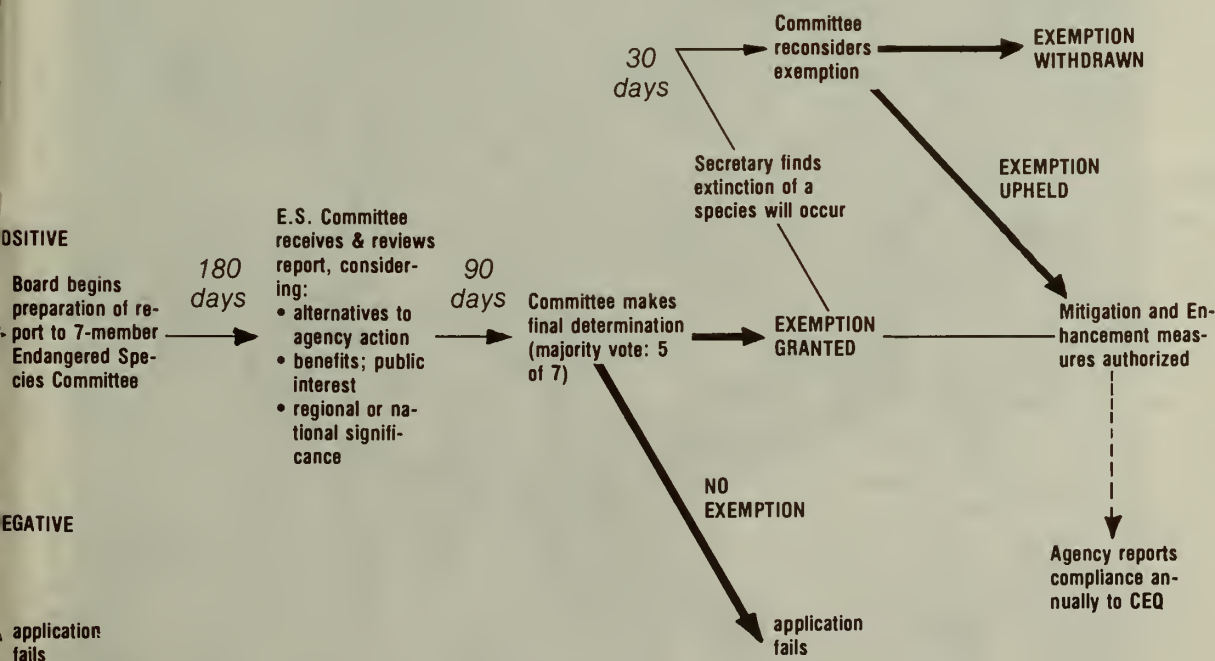 Committee
reconsiders
exemption
EXEMPTION
WITHDRAWN
30
days
Secretary finds
extinction of a
species will occur
EXEMPTION
UPHELD
OSITIVE
Board begins
preparation of re-
port to 7-member
Endangered Spe-
cies Committee
180
days
E.S. Committee
receives & reviews
report, consider-
ing:
• alternatives to
agency action
• benefits; public
interest
• regional or na-
tional signifi-
cance
90
days
Committee makes
final determination
(majority vote: 5
of 7)
EXEMPTION
GRANTED
Mitigation and En-
hancement meas-
ures authorized
NO
EXEMPTION
EGATIVE
Agency reports
compliance an-
nually to CEQ
application
fails
application
fails